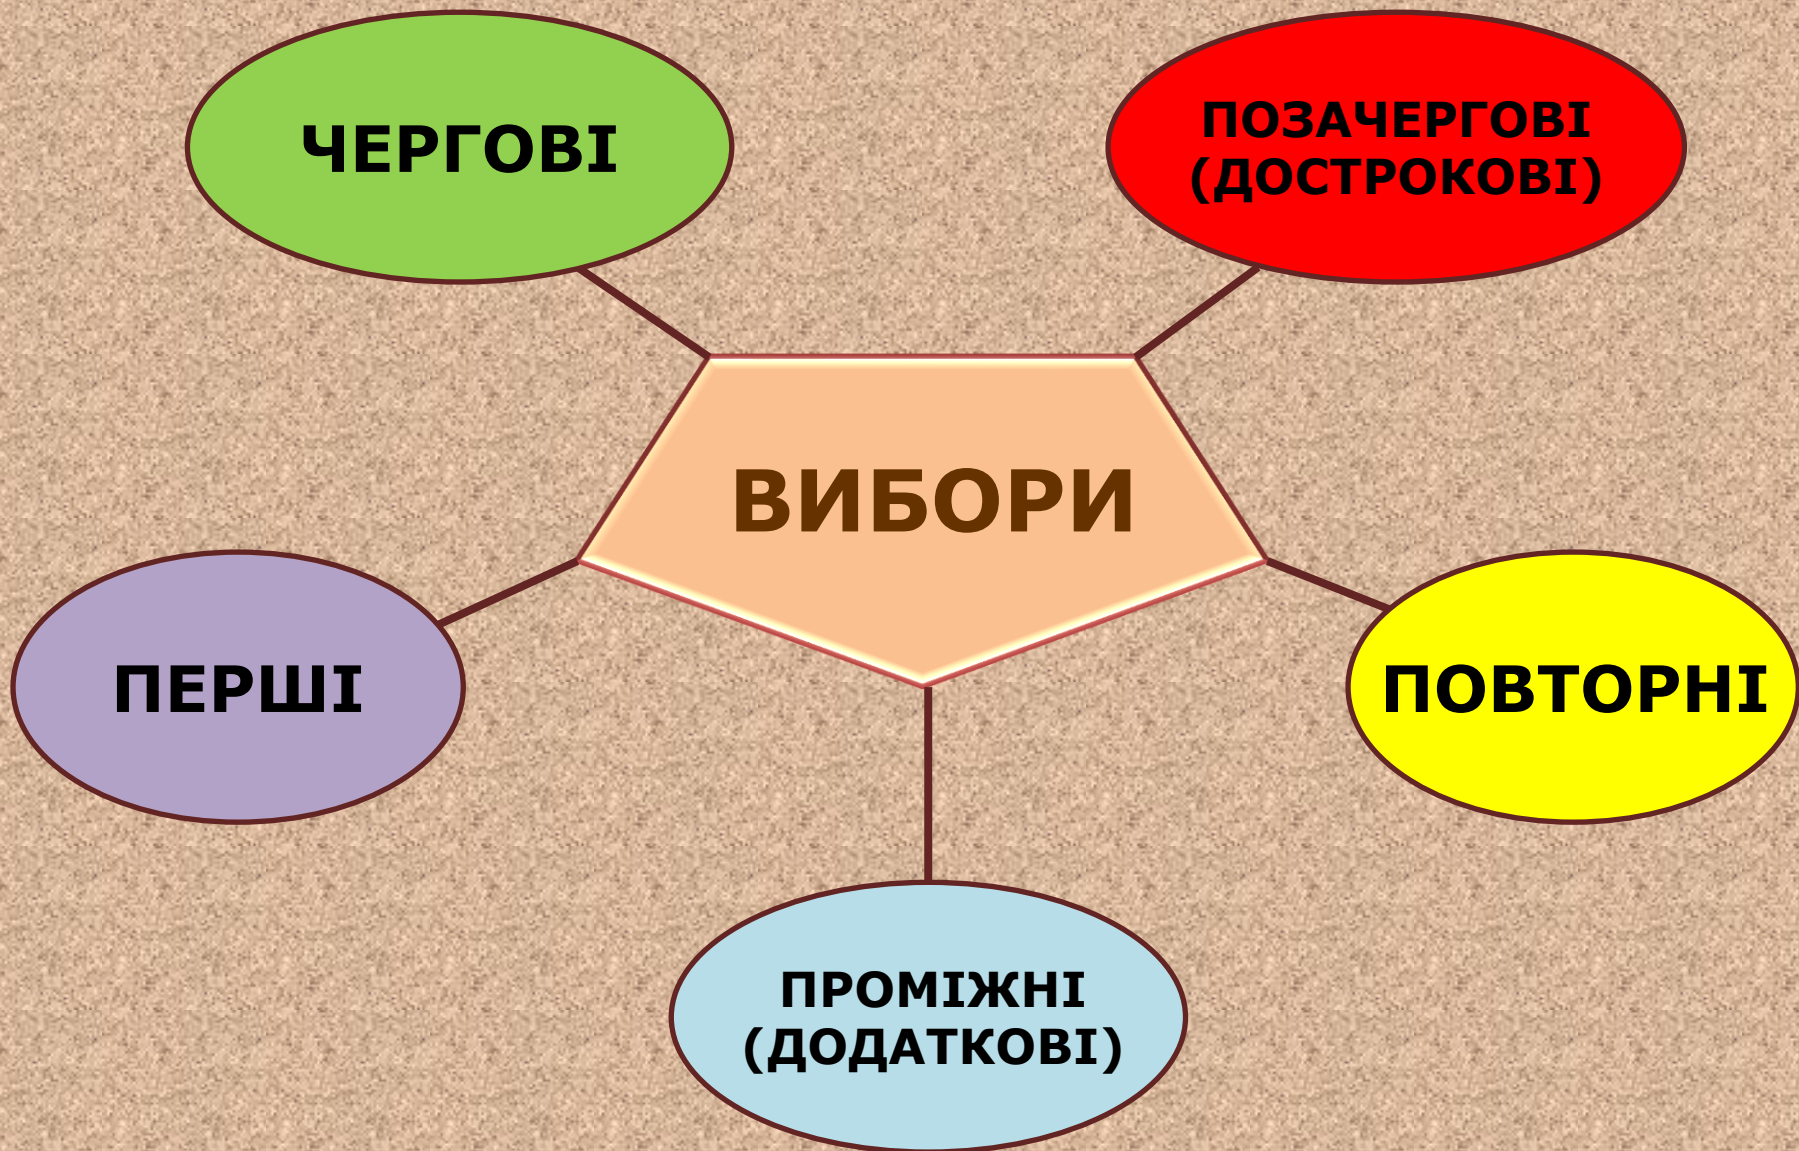 ЧЕРГОВІ
ПОЗАЧЕРГОВІ
(ДОСТРОКОВІ)
ВИБОРИ
ПЕРШІ
ПОВТОРНІ
ПРОМІЖНІ
(ДОДАТКОВІ)